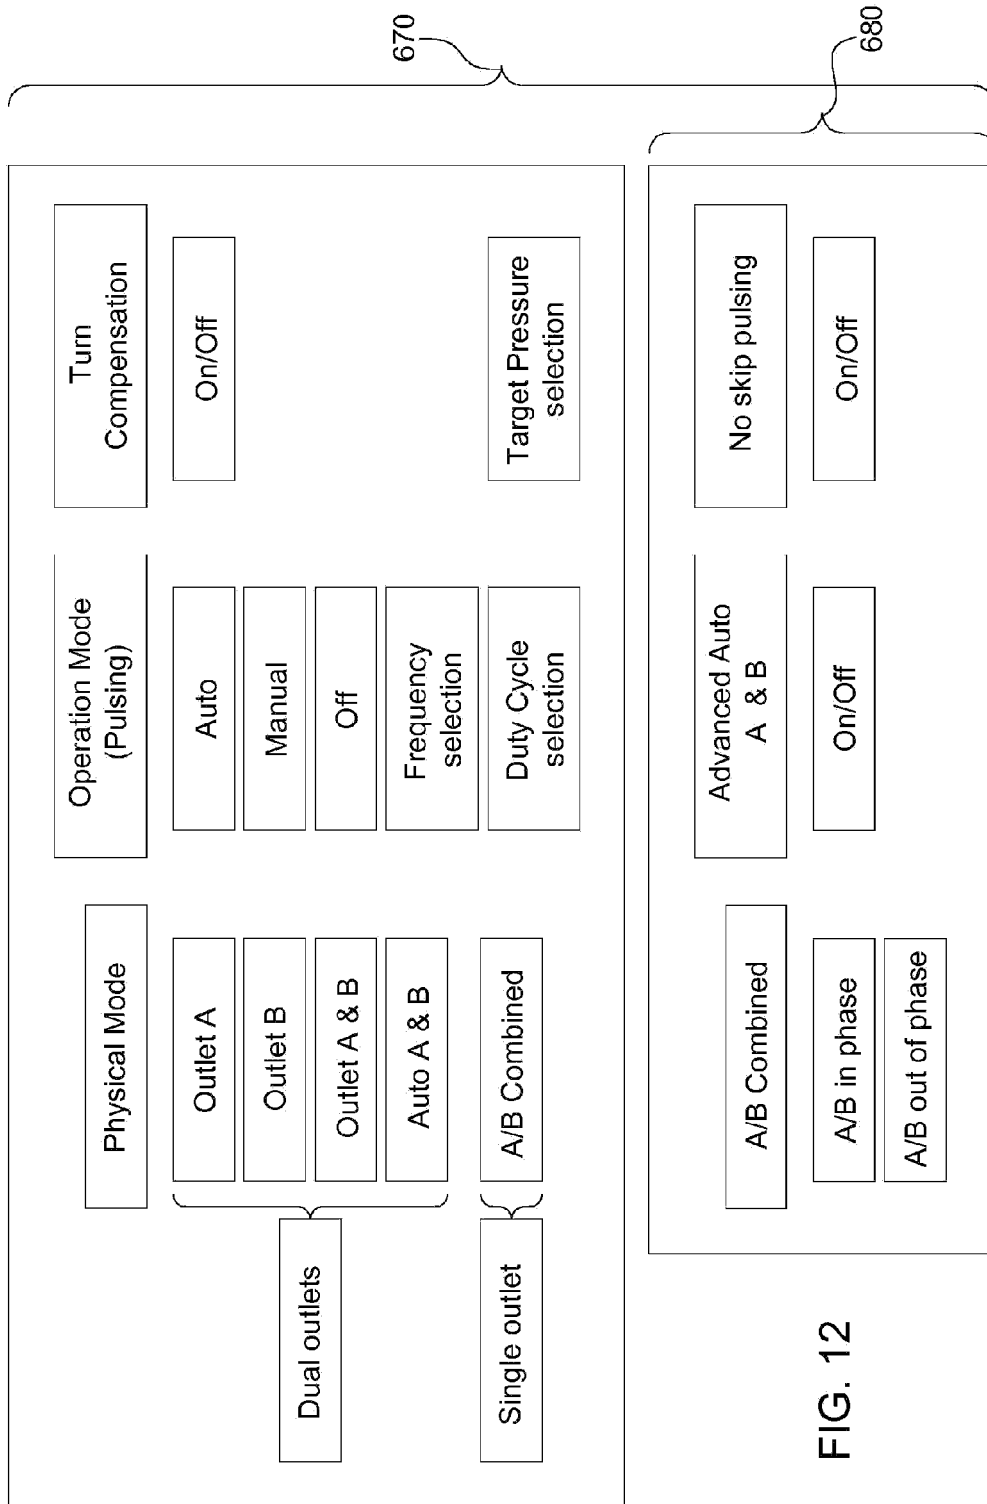 670
Physical Mode
Operation Mode
(Pulsing)
Turn
Compensation
Dual outlets
Outlet A
Outlet B
Outlet A & B
Auto A & B
Single outlet
A/B Combined
Auto
Manual
Off
Frequency
selection
Duty Cycle
selection
On/Off
Target Pressure
selection
680
A/B Combined
A/B in phase
A/B out of phase
Advanced Auto
A & B
On/Off
No skip pulsing
On/Off
FIG. 12